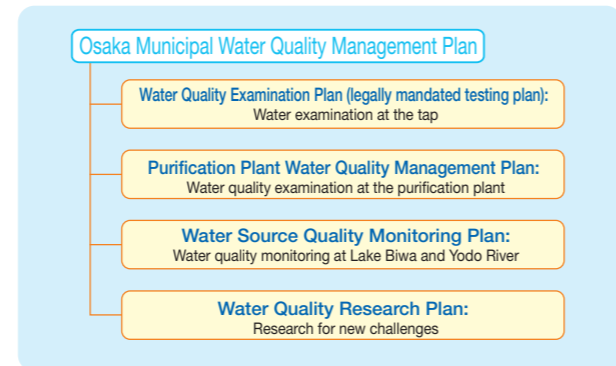 Osaka Municipal Water Quality Management Plan
Water Quality Examination Plan (legally mandated testing plan):
Water examination at the tap
Purification Plant Water Quality Management Plan:
Water quality examination at the purification plant
Water Source Quality Monitoring Plan:
Water quality monitoring at Lake Biwa and Yodo River
Water Quality Research Plan:
Research for new challenges